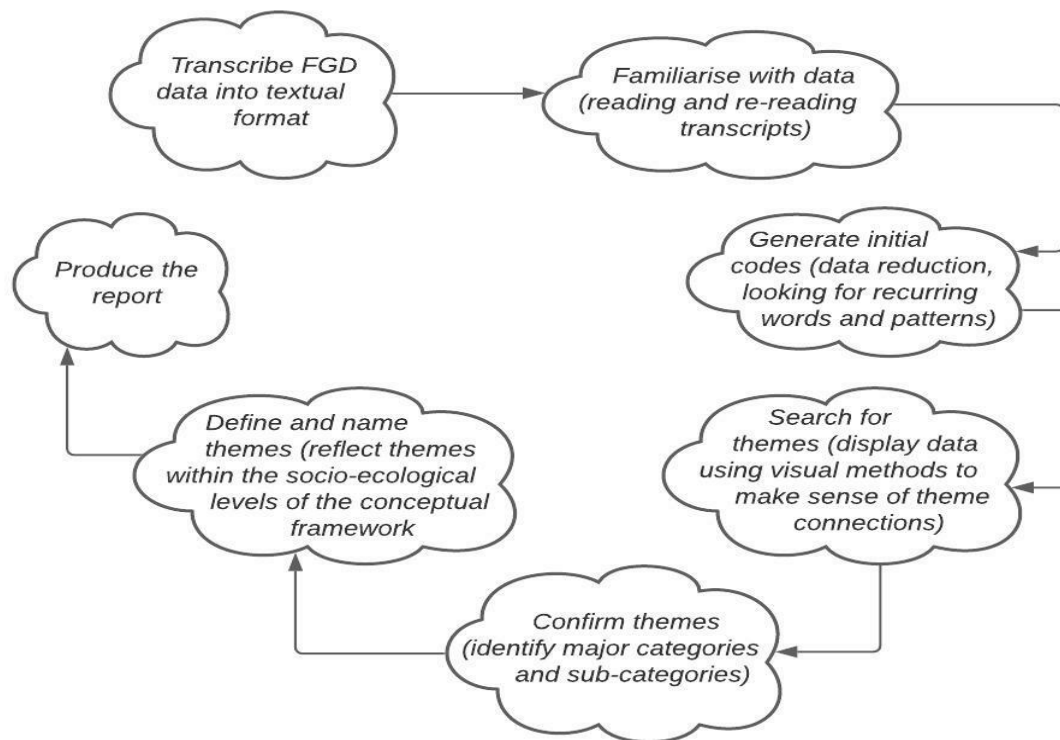 Transcribe FGD
data into textual
format
Familiarise with data
(reading and re-reading
transcripts)
Generate initial
codes (data reduction,
looking for recurring
words and patterns)
Search for
themes (display data
using visual methods to
make sense of theme
connections)
Confirm themes
(identify major categories
and sub-categories)
Define and name
themes (reflect themes
within the socio-ecological
levels of the conceptual
framework
Produce the
report